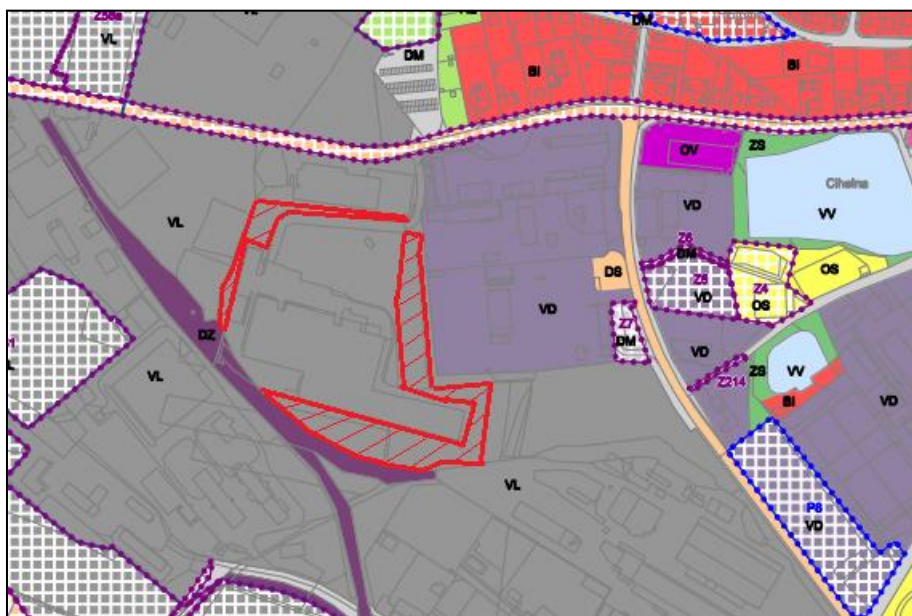 Z58a
VL
VL
DM
DM
BI
BI
OV
ZS
Cihelna
VL
VD
VV
Z6
DM
OS
DS
Z5
VD
Z4
OS
VD
Z7
DM
DZ
VL
VD
ZS
VV
Z214
BI
VD
VL
P8
VD